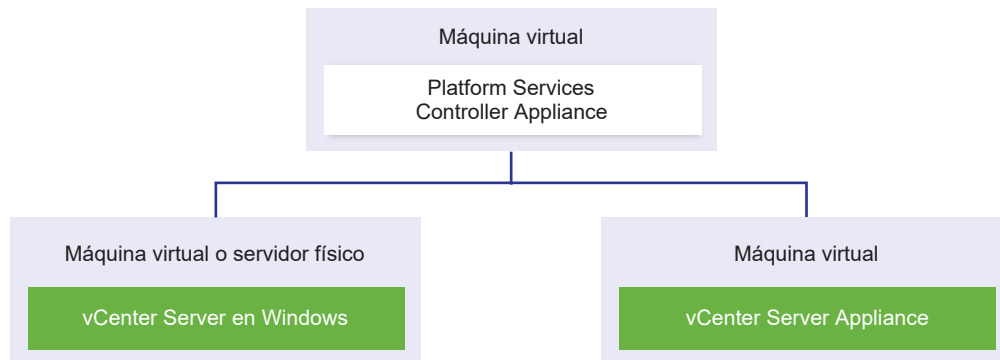 Máquina virtual
Platform Services
Controller Appliance
Máquina virtual o servidor físico
vCenter Server en Windows
Máquina virtual
vCenter Server Appliance